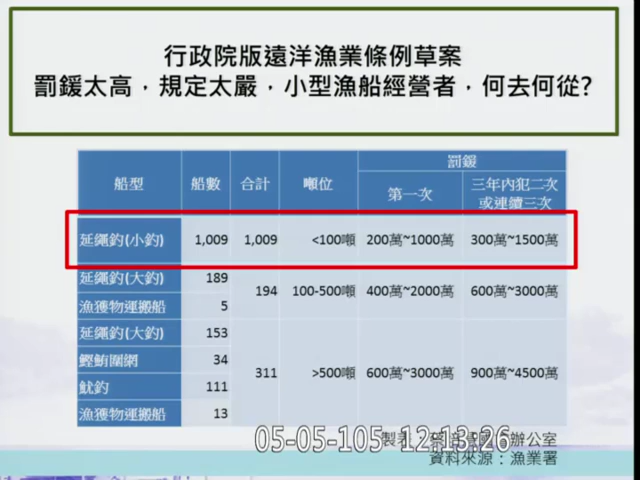 行政院版遠洋漁業條例草案
罰鍰太高，規定太嚴，小型漁船經營者，何去何從?
船型 船數 合計 噸位 罰鍰
第一次 三年內犯二次
或連續三次
延繩釣(小釣) 1,009 1,009 <100噸 200萬~1000萬 300萬~1500萬
延繩釣(大釣) 189 194 100-500噸 400萬~2000萬 600萬~3000萬
漁獲物運搬船 5
延繩釣(大釣) 153 311 >500噸 600萬~3000萬 900萬~4500萬
鰹鮪圍網 34
魷釣 111
漁獲物運搬船 13
辦公室
05-05-105 12:13:26
資料來源：漁業署